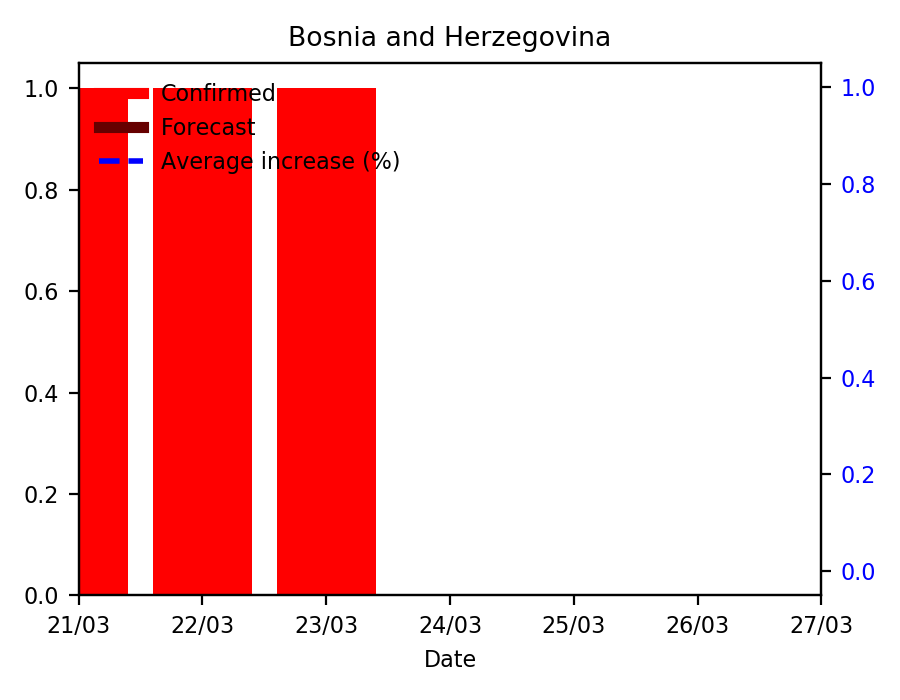 Bosnia and Herzegovina
1.0
0.8
0.6
0.4
0.2
0.0
Confirmed
Forecast
Average increase (%)
1.0
0.8
0.6
0.4
0.2
0.0
21/03 22/03 23/03 24/03 25/03 26/03 27/03
Date